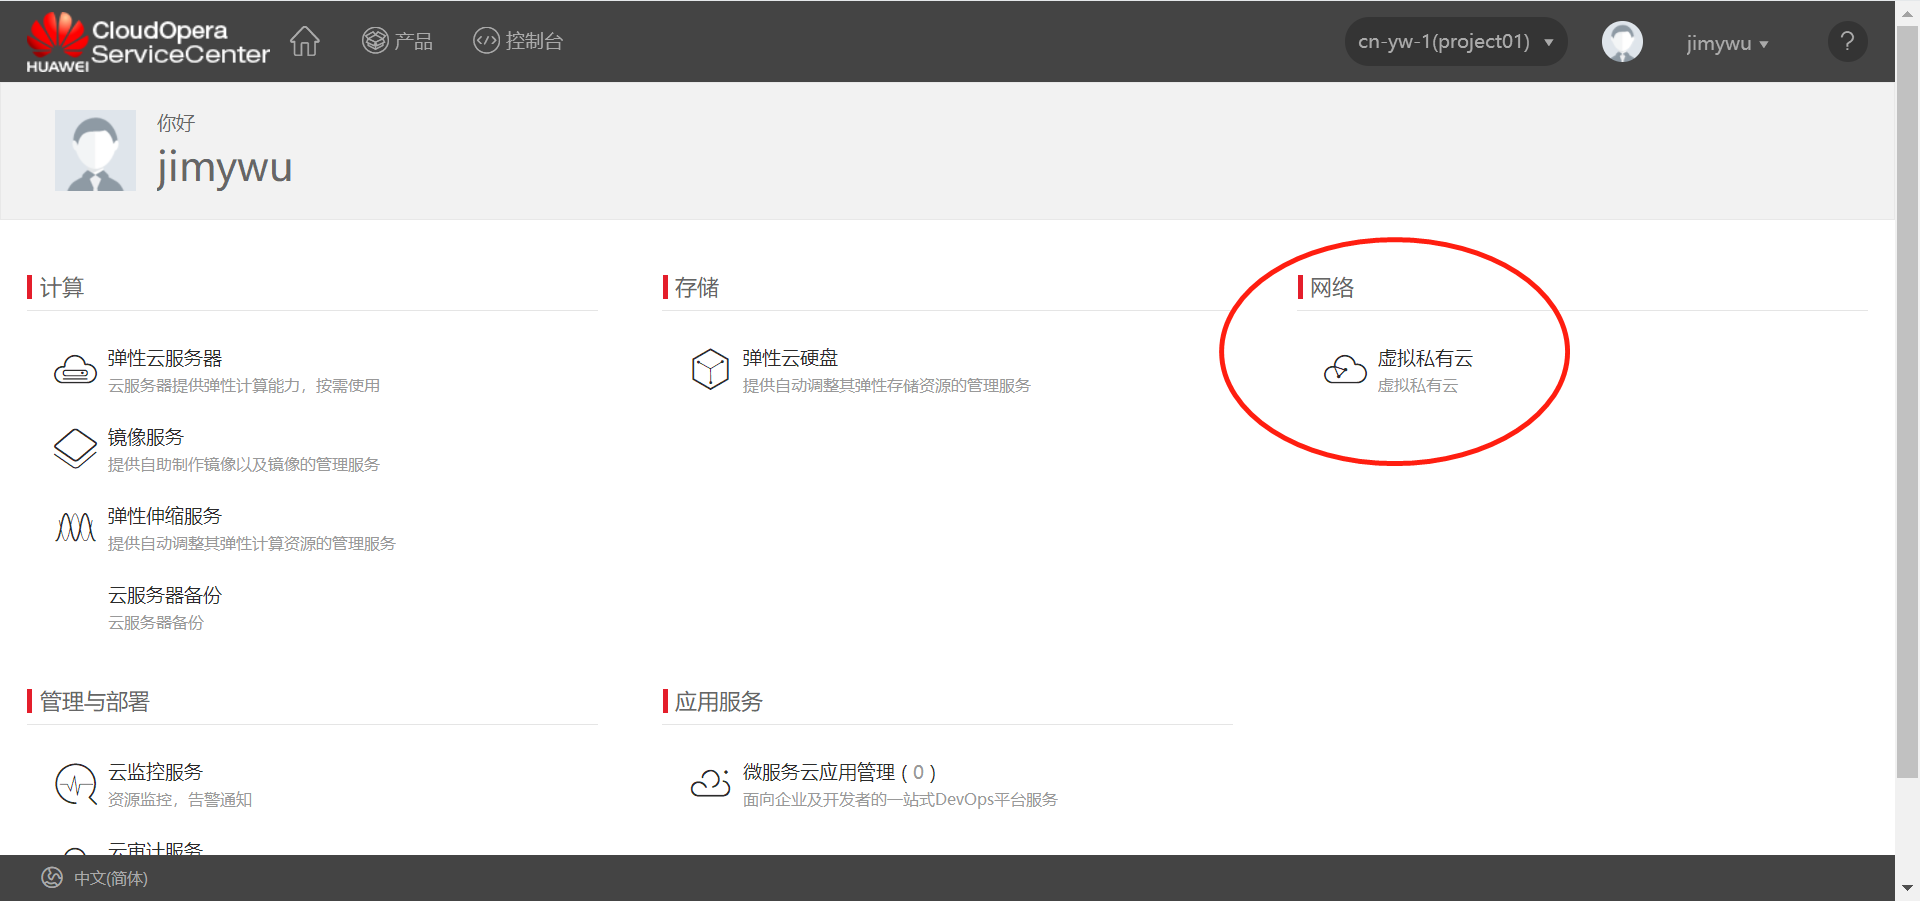 HUAWEI
CloudOpera
ServiceCenter
产品
控制台
cn-yw-1(project01)
jimywu
?
你好
jimywu
计算
弹性云服务器
云服务器提供弹性计算能力，按需使用
镜像服务
提供自助制作镜像以及镜像的管理服务
弹性伸缩服务
提供自动调整其弹性计算资源的管理服务
云服务器备份
云服务器备份
存储
弹性云硬盘
提供自动调整其弹性存储资源的管理服务
网络
虚拟私有云
虚拟私有云
管理与部署
云监控服务
资源监控，告警通知
云审计服务
应用服务
微服务云应用管理 ( 0 )
面向企业及开发者的一站式DevOps平台服务
中文(简体)